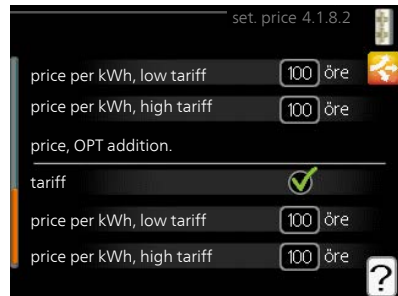 set. price 4.1.8.2
price per kWh, low tariff 100 öre
price per kWh, high tariff 100 öre
price, OPT addition.
tariff
price per kWh, low tariff 100 öre
price per kWh, high tariff 100 öre
?